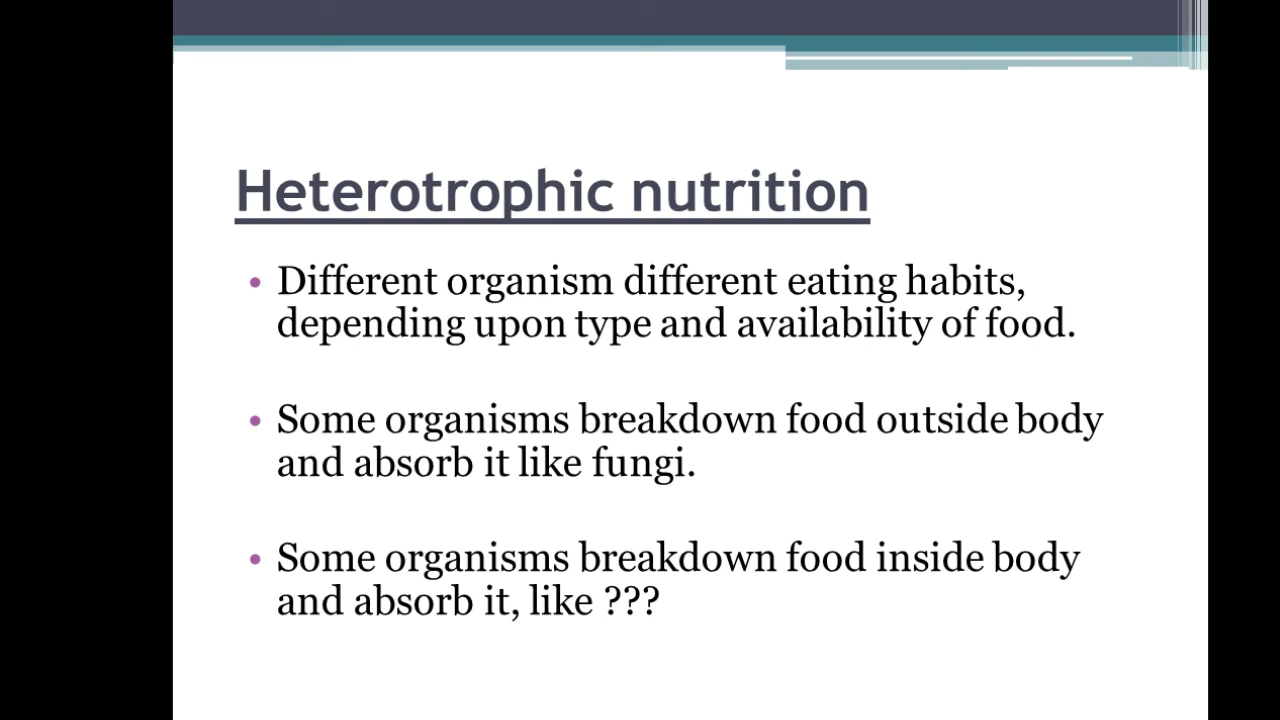 Heterotrophic nutrition
• Different organism different eating habits,
depending upon type and availability of food.
• Some organisms breakdown food outside body
and absorb it like fungi.
• Some organisms breakdown food inside body
and absorb it, like ???